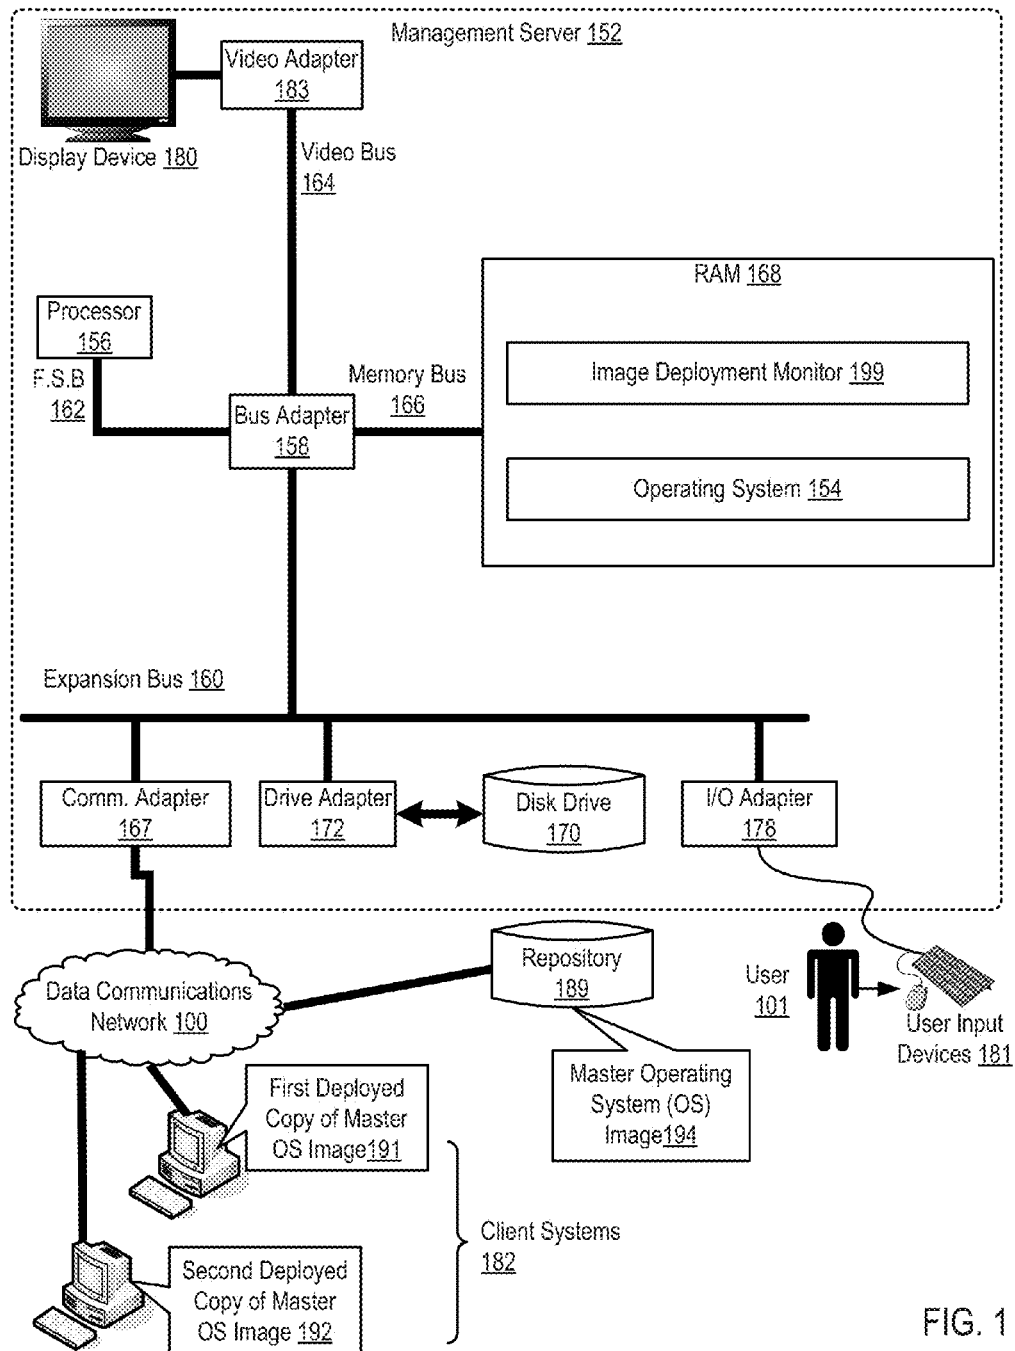 Management Server 152
Video Adapter
183
Display Device 180
Video Bus
164
RAM 168
Processor
156
Image Deployment Monitor 199
F.S.B
162
Memory Bus
166
Bus Adapter
158
Operating System 154
Expansion Bus 160
Comm. Adapter
167
Drive Adapter
172
Disk Drive
170
I/O Adapter
178
Data Communications
Network 100
Repository
189
User
101
User Input
Devices 181
Master Operating
System (OS)
Image194
First Deployed
Copy of Master
OS Image191
Client Systems
182
Second Deployed
Copy of Master
OS Image 192
FIG. 1